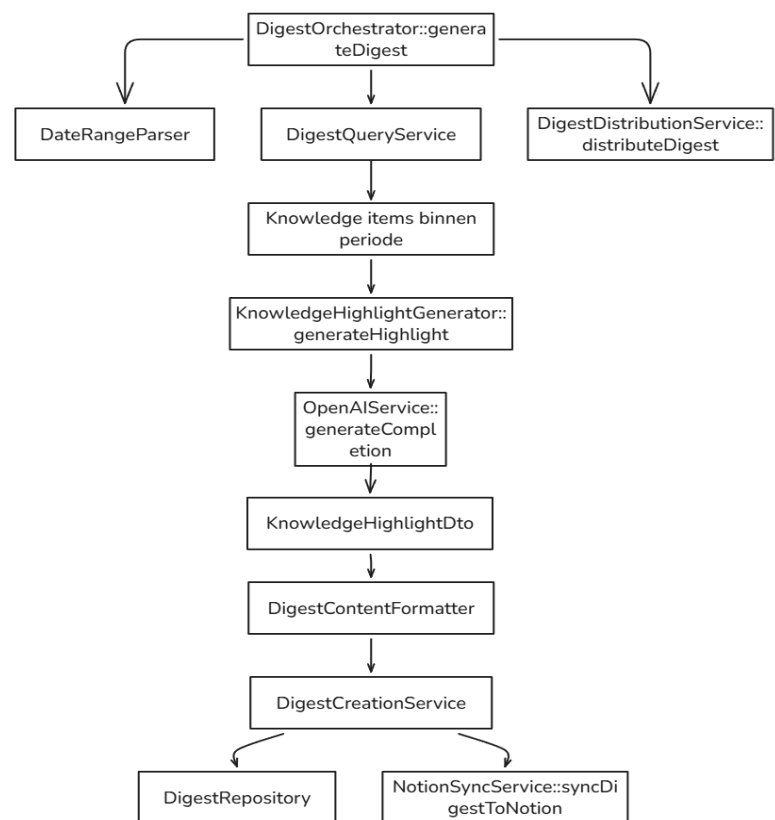 DigestOrchestrator::genera
teDigest
DateRangeParser
DigestQueryService
DigestDistributionService::
distributeDigest
Knowledge items binnen
periode
KnowledgeHighlightGenerator::
generateHighlight
OpenAIService::
generateCompl
etion
KnowledgeHighlightDto
DigestContentFormatter
DigestCreationService
DigestRepository
NotionSyncService::syncDi
gestToNotion